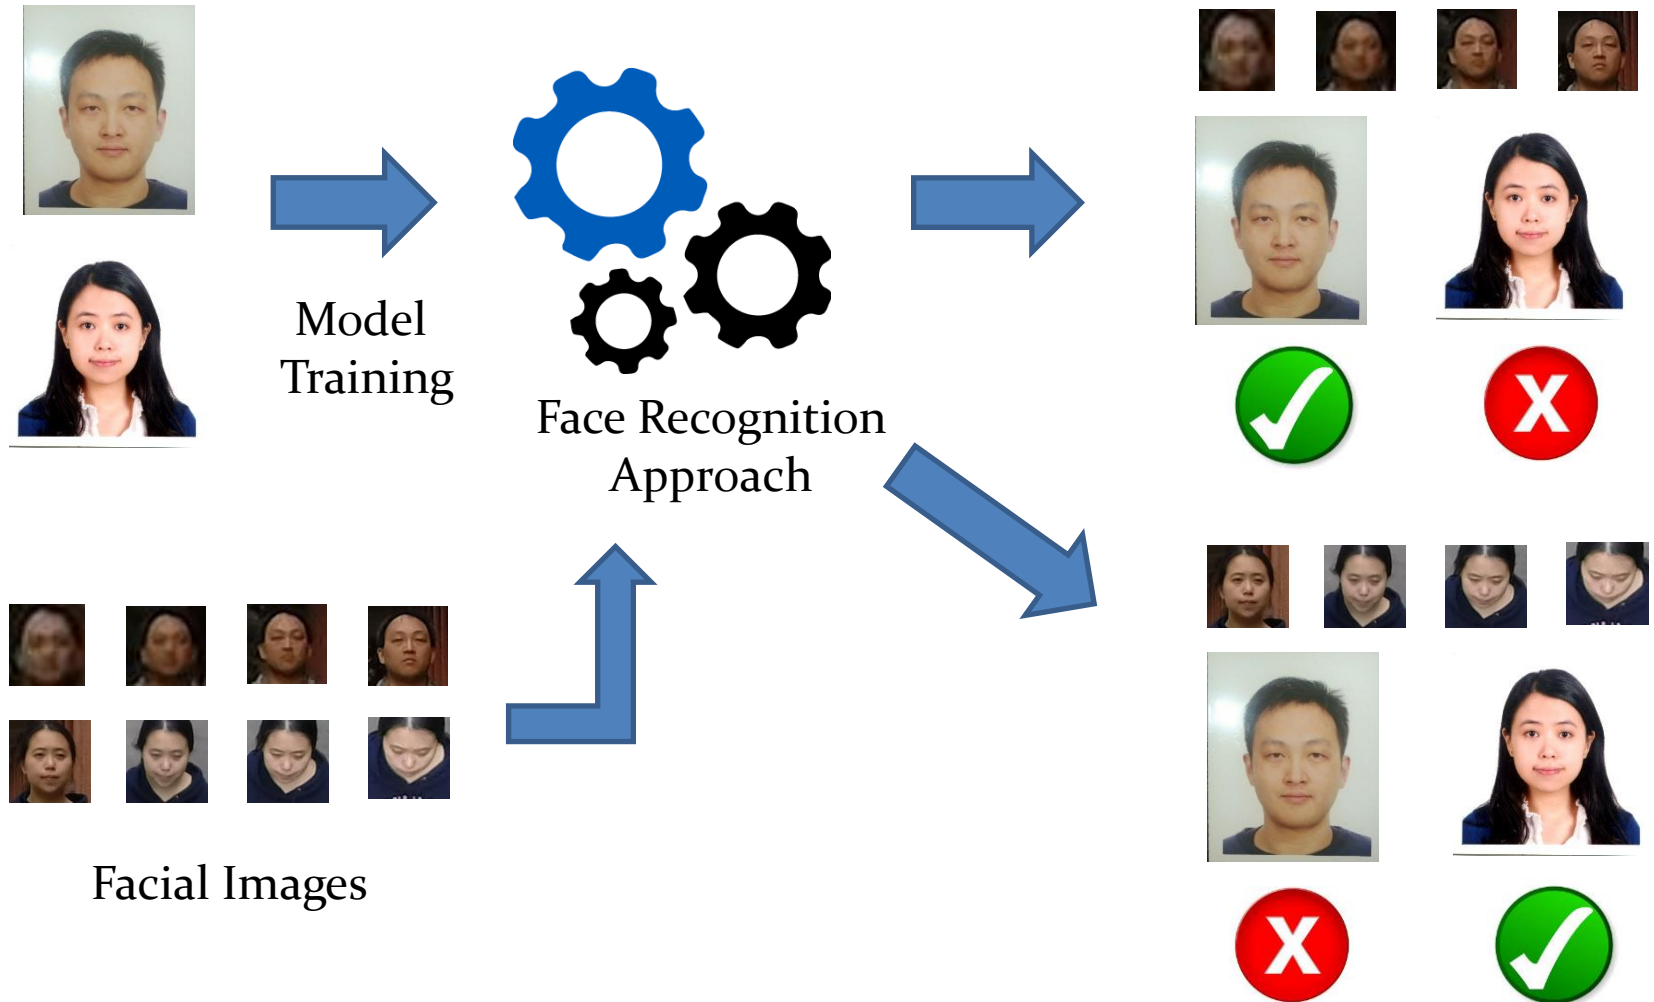 Model
Training
Face Recognition
Approach
Facial Images
X
X